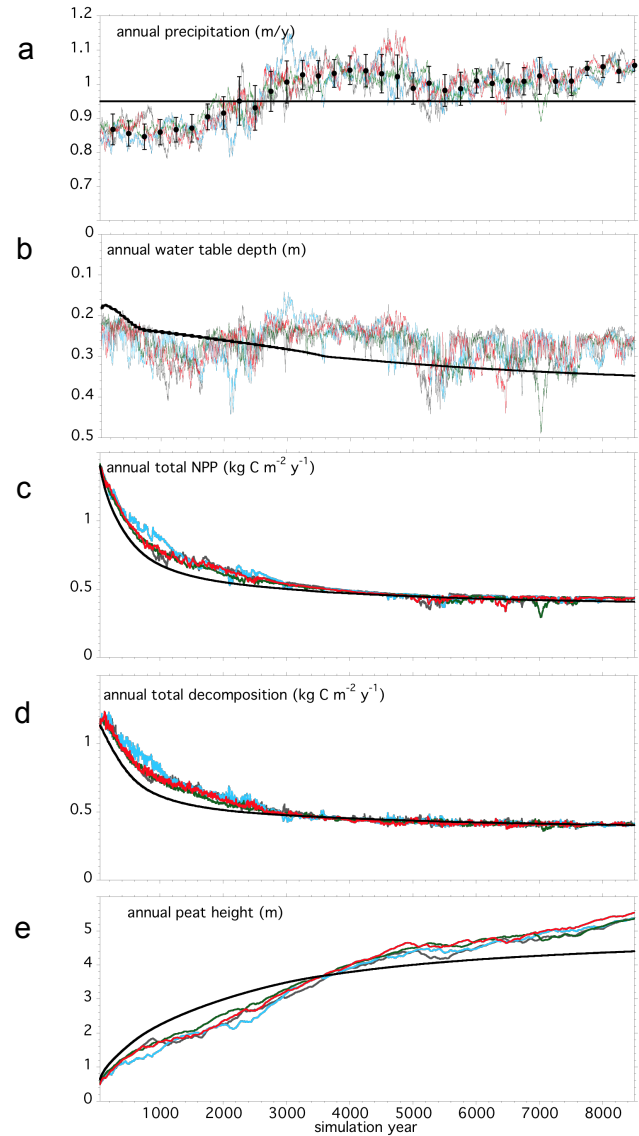 a
annual precipitation (m/y)
1.2
1.1
1
0.9
0.8
0.7
b
annual water table depth (m)
0
0.1
0.2
0.3
0.4
0.5
c
annual total NPP (kg C m⁻² y⁻¹)
1
0.5
0
d
annual total decomposition (kg C m⁻² y⁻¹)
1
0.5
0
e
annual peat height (m)
5
4
3
2
1
0
1000 2000 3000 4000 5000 6000 7000 8000
simulation year